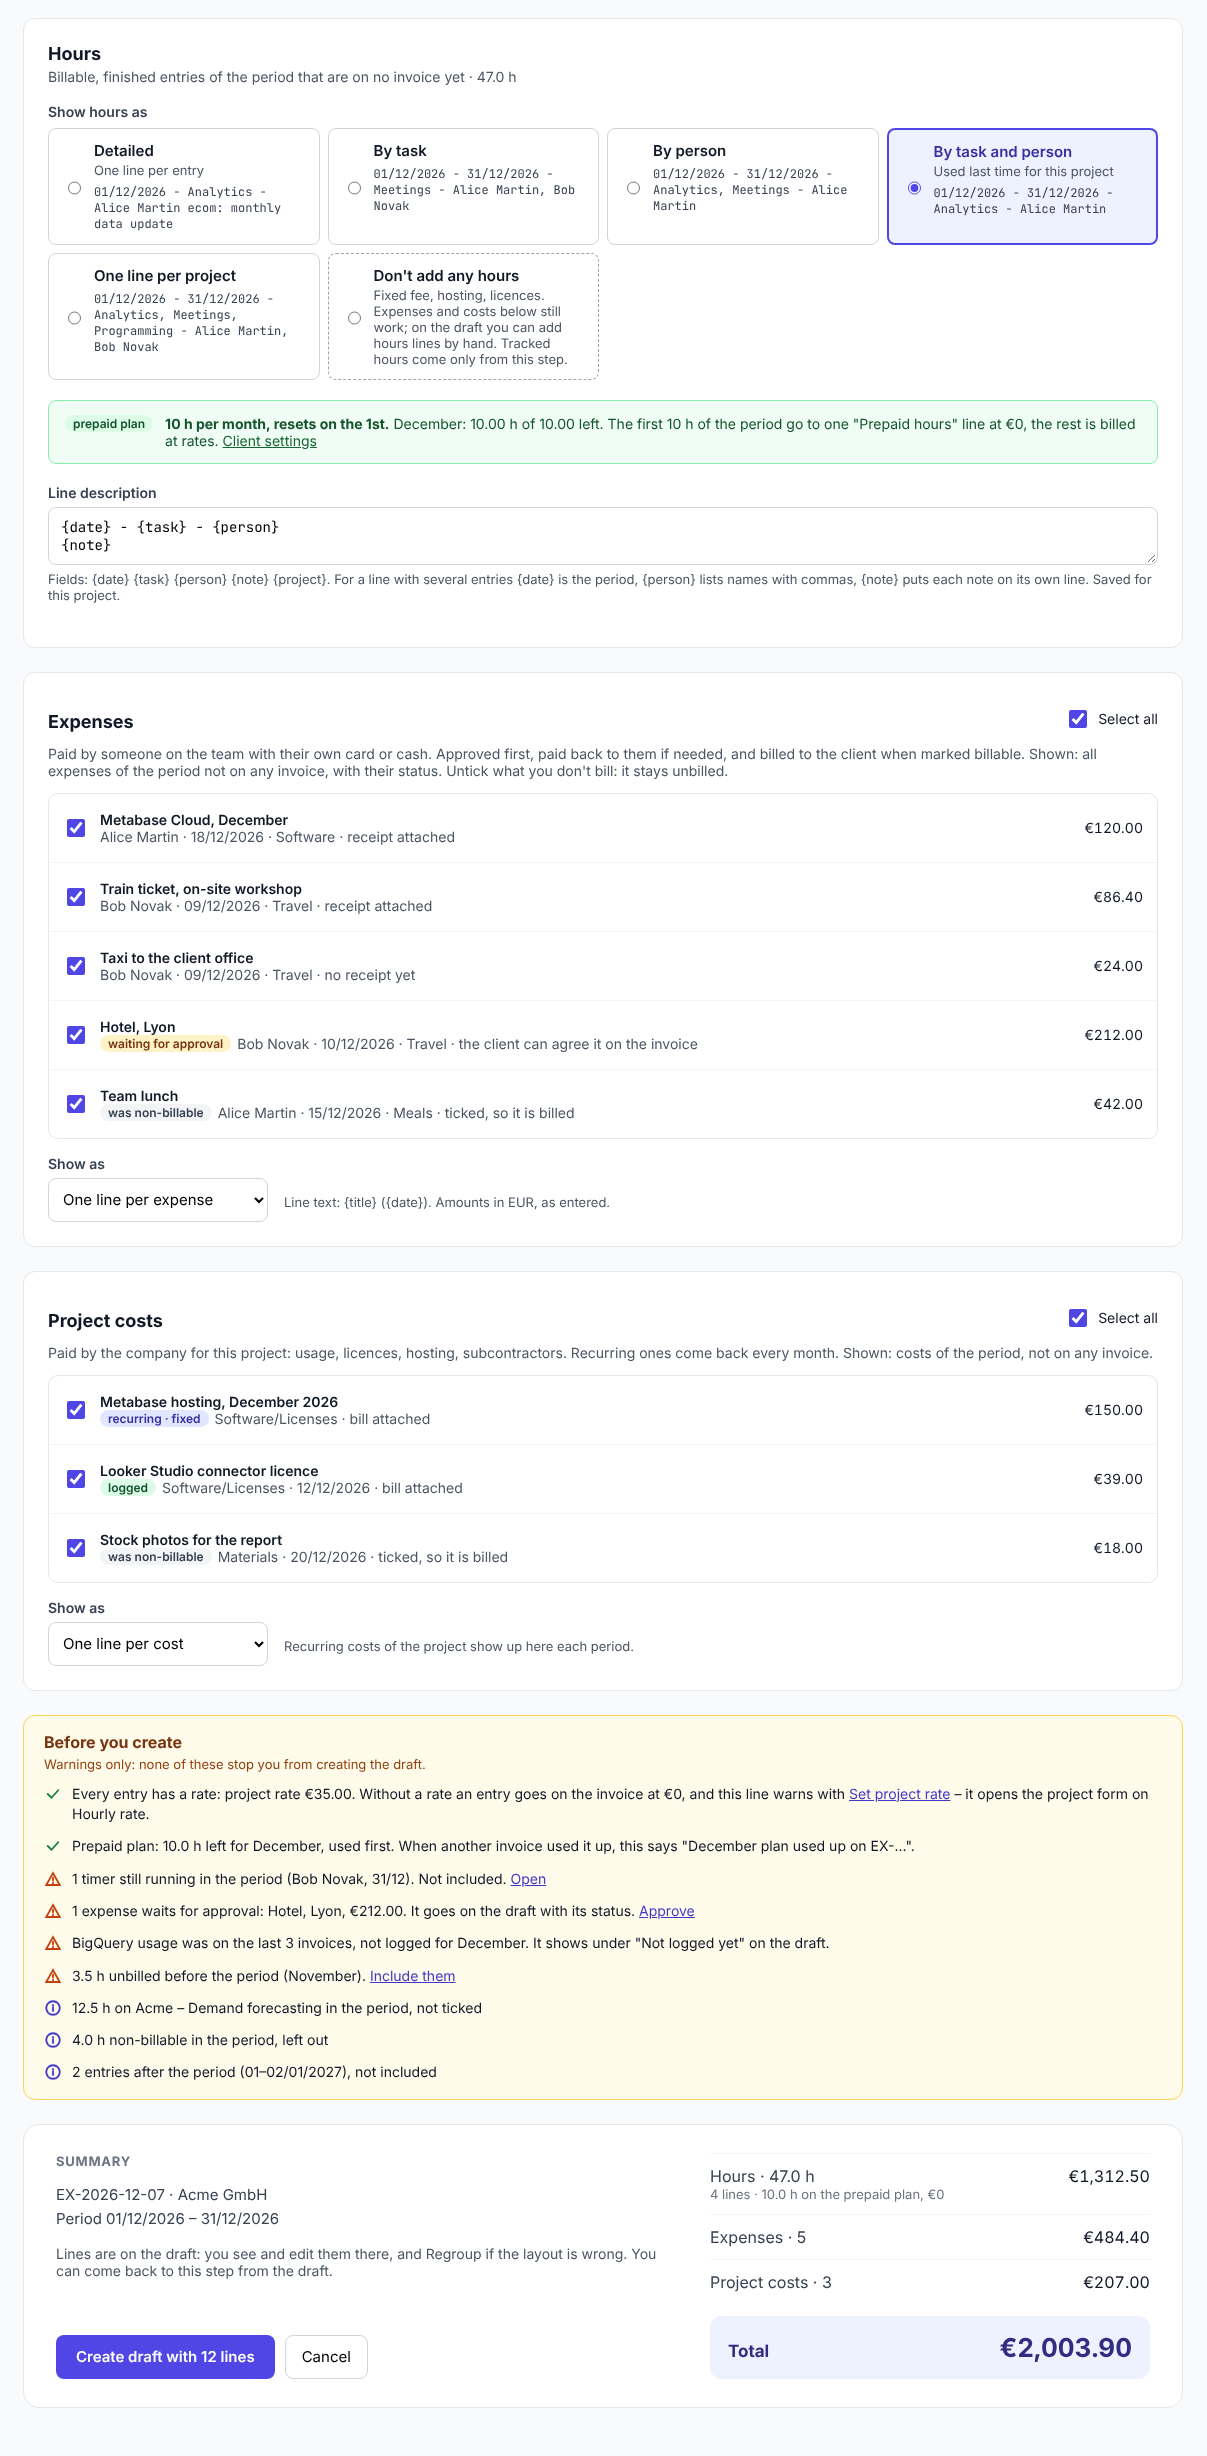 Hours
Billable, finished entries of the period that are on no invoice yet · 47.0 h
Show hours as
Detailed
One line per entry
01/12/2026 - Analytics -
Alice Martin ecom: monthly
data update
By task
01/12/2026 - 31/12/2026 -
Meetings - Alice Martin, Bob
Novak
By person
01/12/2026 - 31/12/2026 -
Analytics, Meetings - Alice
Martin
By task and person
Used last time for this project
01/12/2026 - 31/12/2026 -
Analytics - Alice Martin
One line per project
01/12/2026 - 31/12/2026 -
Analytics, Meetings,
Programming - Alice Martin,
Bob Novak
Don't add any hours
Fixed fee, hosting, licences.
Expenses and costs below still
work; on the draft you can add
hours lines by hand. Tracked
hours come only from this step.
prepaid plan 10 h per month, resets on the 1st. December: 10.00 h of 10.00 left. The first 10 h of the period go to one "Prepaid hours" line at €0, the rest is billed
at rates. Client settings
Line description
{date} - {task} - {person}
{note}
Fields: {date} {task} {person} {note} {project}. For a line with several entries {date} is the period, {person} lists names with commas, {note} puts each note on its own line. Saved for
this project.
Expenses
Select all
Paid by someone on the team with their own card or cash. Approved first, paid back to them if needed, and billed to the client when marked billable. Shown: all
expenses of the period not on any invoice, with their status. Untick what you don't bill: it stays unbilled.
Metabase Cloud, December
Alice Martin · 18/12/2026 · Software · receipt attached
€120.00
Train ticket, on-site workshop
Bob Novak · 09/12/2026 · Travel · receipt attached
€86.40
Taxi to the client office
Bob Novak · 09/12/2026 · Travel · no receipt yet
€24.00
Hotel, Lyon
waiting for approval Bob Novak · 10/12/2026 · Travel · the client can agree it on the invoice
€212.00
Team lunch
was non-billable Alice Martin · 15/12/2026 · Meals · ticked, so it is billed
€42.00
Show as
One line per expense
Line text: {title} ({date}). Amounts in EUR, as entered.
Project costs
Select all
Paid by the company for this project: usage, licences, hosting, subcontractors. Recurring ones come back every month. Shown: costs of the period, not on any invoice.
Metabase hosting, December 2026
recurring · fixed Software/Licenses · bill attached
€150.00
Looker Studio connector licence
logged Software/Licenses · 12/12/2026 · bill attached
€39.00
Stock photos for the report
was non-billable Materials · 20/12/2026 · ticked, so it is billed
€18.00
Show as
One line per cost
Recurring costs of the project show up here each period.
Before you create
Warnings only: none of these stop you from creating the draft.
Every entry has a rate: project rate €35.00. Without a rate an entry goes on the invoice at €0, and this line warns with Set project rate – it opens the project form on
Hourly rate.
Prepaid plan: 10.0 h left for December, used first. When another invoice used it up, this says "December plan used up on EX-...".
1 timer still running in the period (Bob Novak, 31/12). Not included. Open
1 expense waits for approval: Hotel, Lyon, €212.00. It goes on the draft with its status. Approve
BigQuery usage was on the last 3 invoices, not logged for December. It shows under "Not logged yet" on the draft.
3.5 h unbilled before the period (November). Include them
12.5 h on Acme – Demand forecasting in the period, not ticked
4.0 h non-billable in the period, left out
2 entries after the period (01–02/01/2027), not included
SUMMARY
EX-2026-12-07 · Acme GmbH
Period 01/12/2026 – 31/12/2026
Lines are on the draft: you see and edit them there, and Regroup if the layout is wrong. You
can come back to this step from the draft.
Create draft with 12 lines
Cancel
Hours · 47.0 h
€1,312.50
4 lines · 10.0 h on the prepaid plan, €0
Expenses · 5
€484.40
Project costs · 3
€207.00
Total
€2,003.90